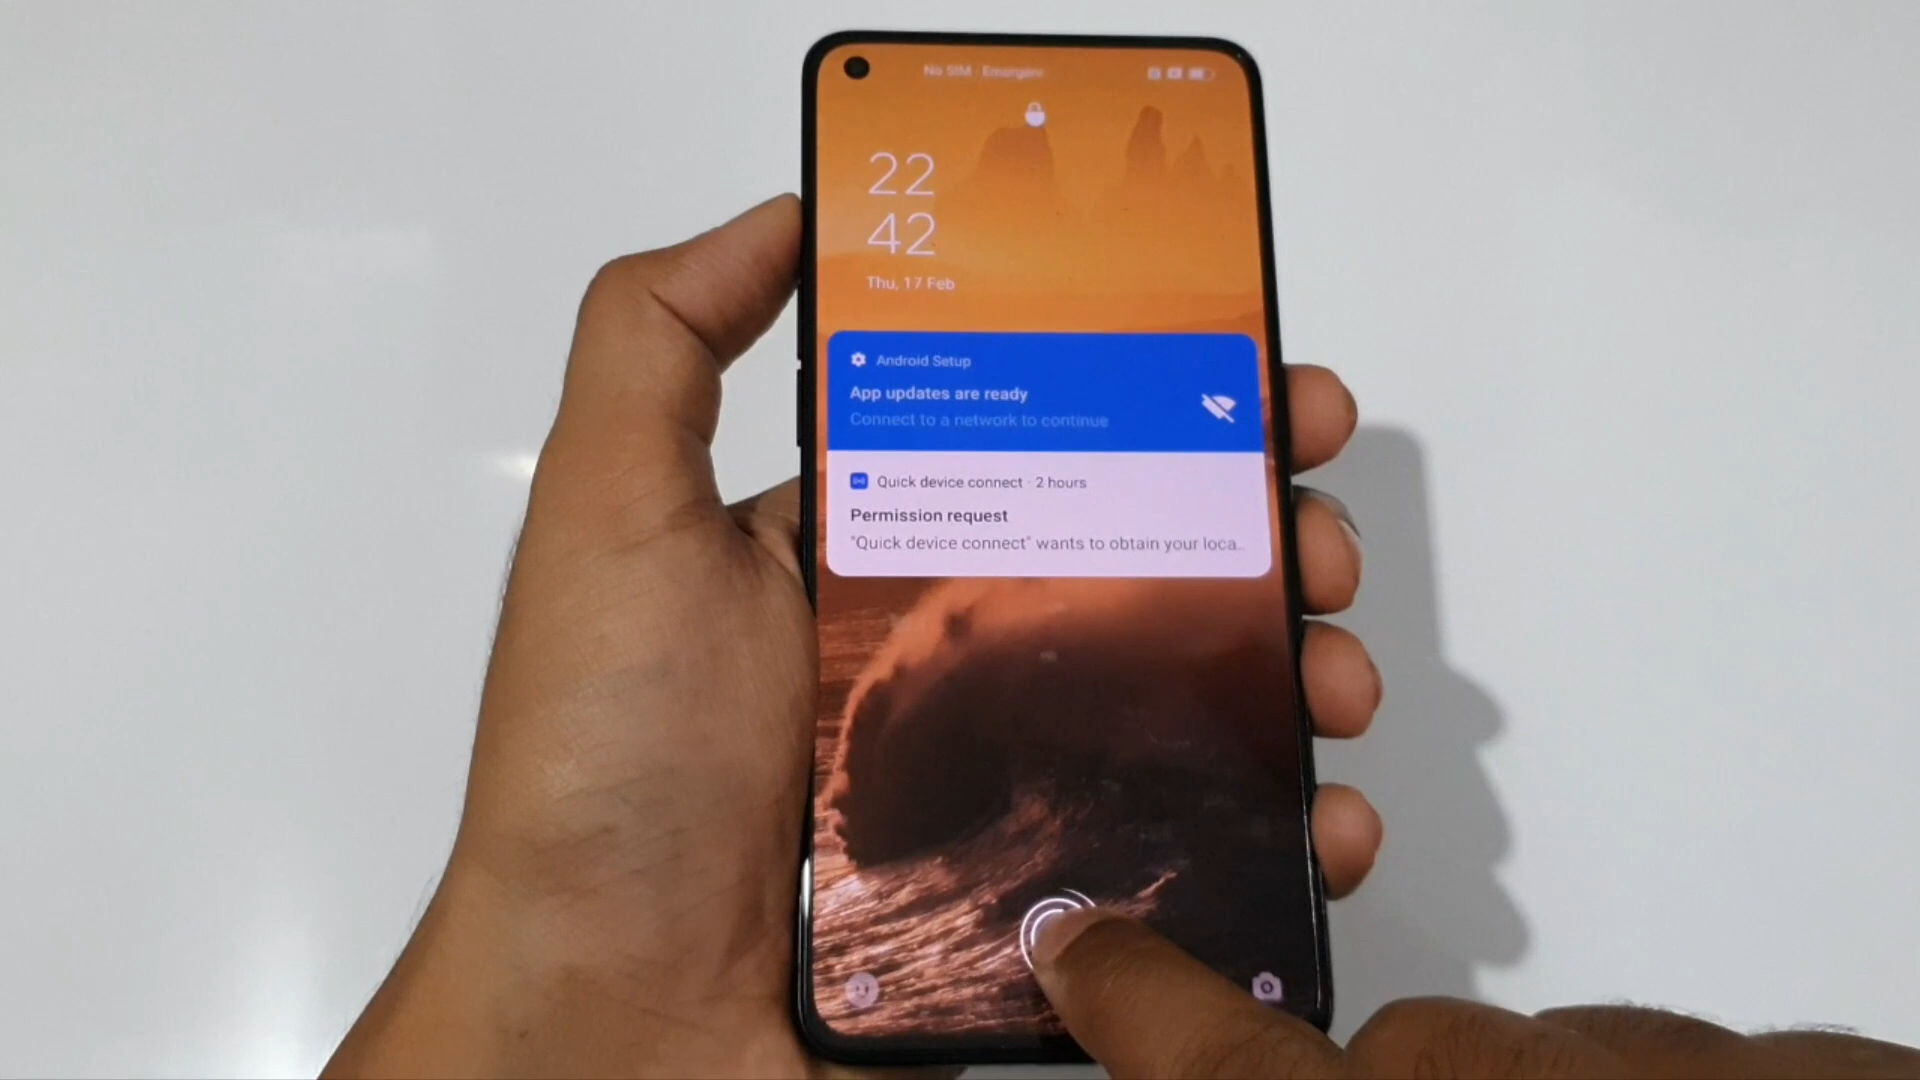 No SIM
22
42
Thu, 17 Feb
Android Setup
App updates are ready
Connect to a network to continue
Quick device connect · 2 hours
Permission request
"Quick device connect" wants to obtain your loca...